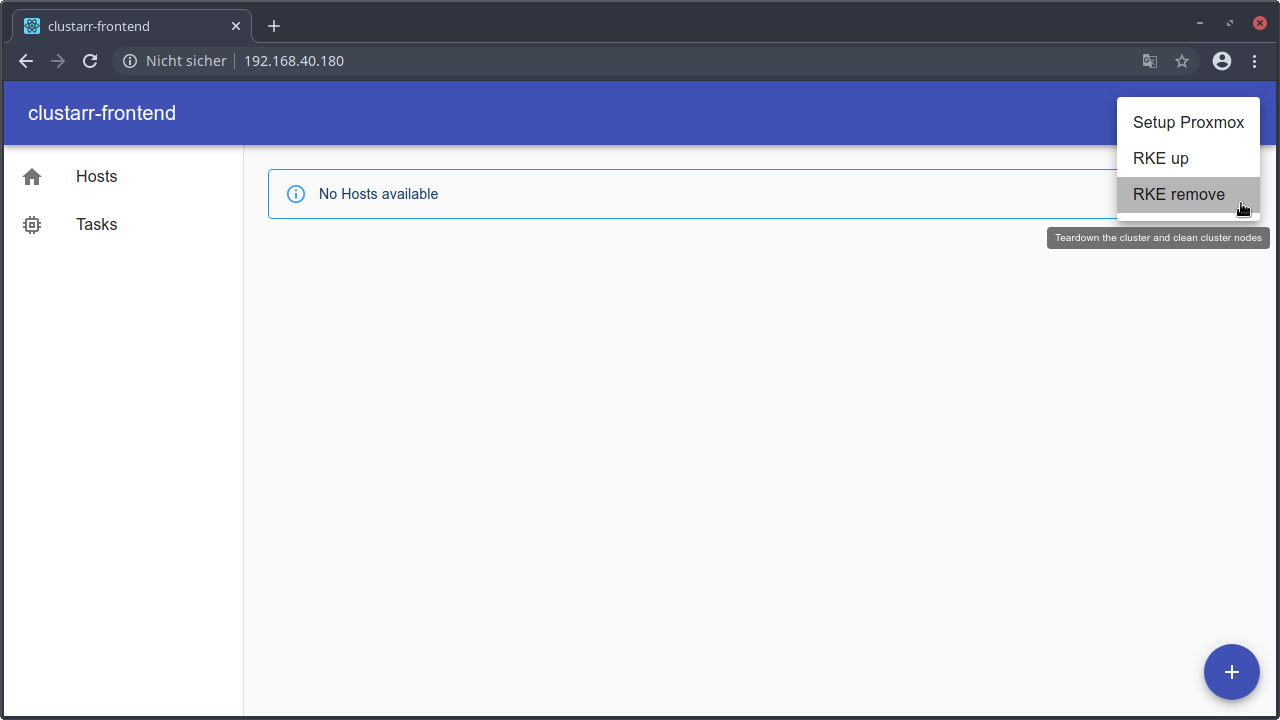 clustarr-frontend
Nicht sicher 192.168.40.180
clustarr-frontend
Setup Proxmox
RKE up
RKE remove
Teardown the cluster and clean cluster nodes
Hosts
Tasks
No Hosts available